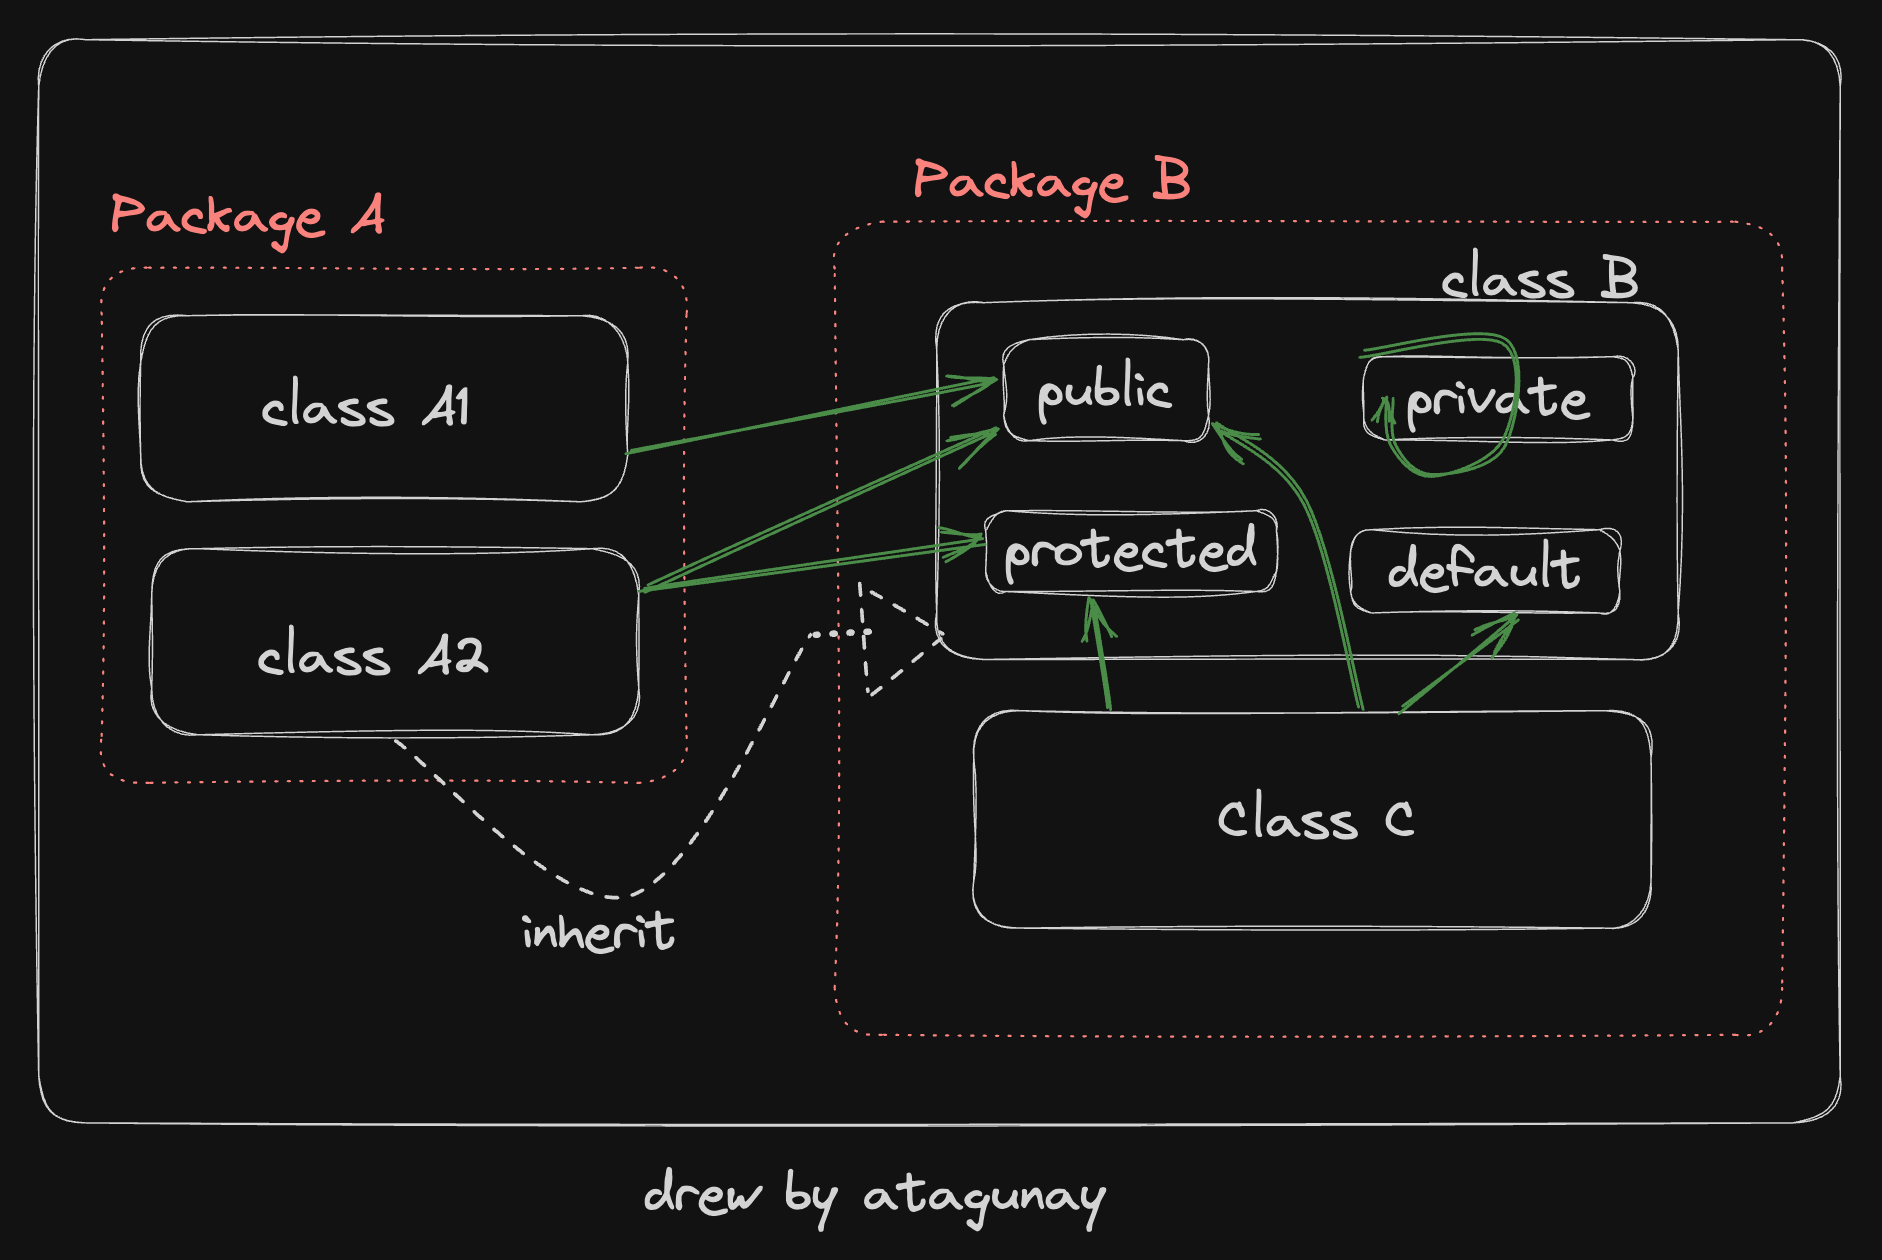 Package A
class A1
class A2
inherit
Package B
class B
public
private
protected
default
Class C
drew by atagunay